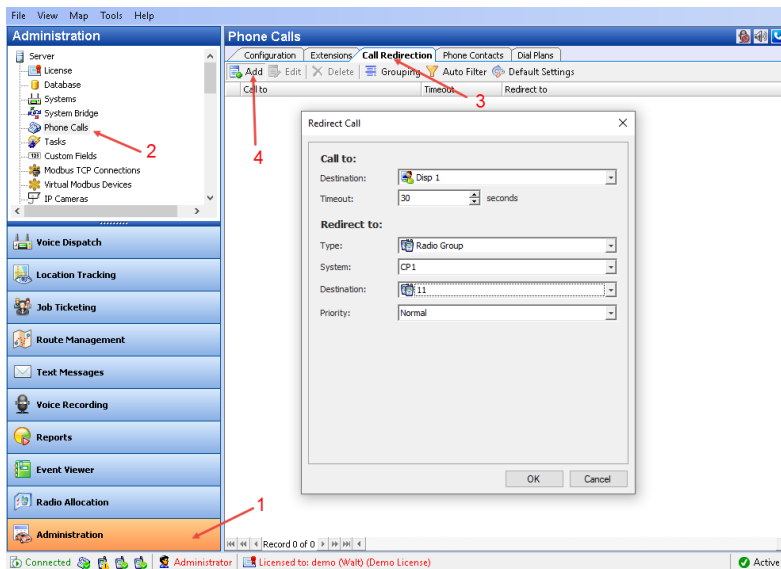 File View Map Tools Help
Administration
Phone Calls
Server
License
Database
Systems
System Bridge
Phone Calls
Tasks
Custom Fields
Modbus TCP Connections
Virtual Modbus Devices
IP Cameras
2
Configuration Extensions Call Redirection Phone Contacts Dial Plans
Add Edit Delete Grouping Auto Filter Default Settings
Call to Timeout Redirect to
3
4
Redirect Call
Call to:
Destination: Disp 1
Timeout: 30 seconds
Redirect to:
Type: Radio Group
System: CP1
Destination: 11
Priority: Normal
OK Cancel
Voice Dispatch
Location Tracking
Job Ticketing
Route Management
Text Messages
Voice Recording
Reports
Event Viewer
Radio Allocation
Administration
1
Record 0 of 0
Connected Administrator Licensed to: demo (Walt) (Demo License) Active